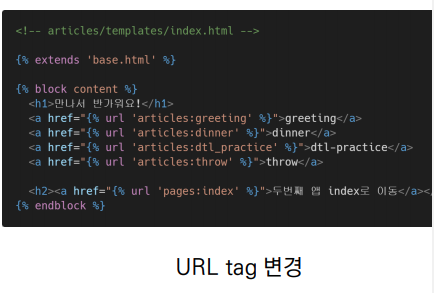 <!-- articles/templates/index.html -->
{% extends 'base.html' %}
{% block content %}
<h1>만나서 반가워요!</h1>
<a href="{% url 'articles:greeting' %}">greeting</a>
<a href="{% url 'articles:dinner' %}">dinner</a>
<a href="{% url 'articles:dtl_practice' %}">dtl-practice</a>
<a href="{% url 'articles:throw' %}">throw</a>
<h2><a href="{% url 'pages:index' %}">두번째 앱 index로 이동</a></
{% endblock %}
URL tag 변경